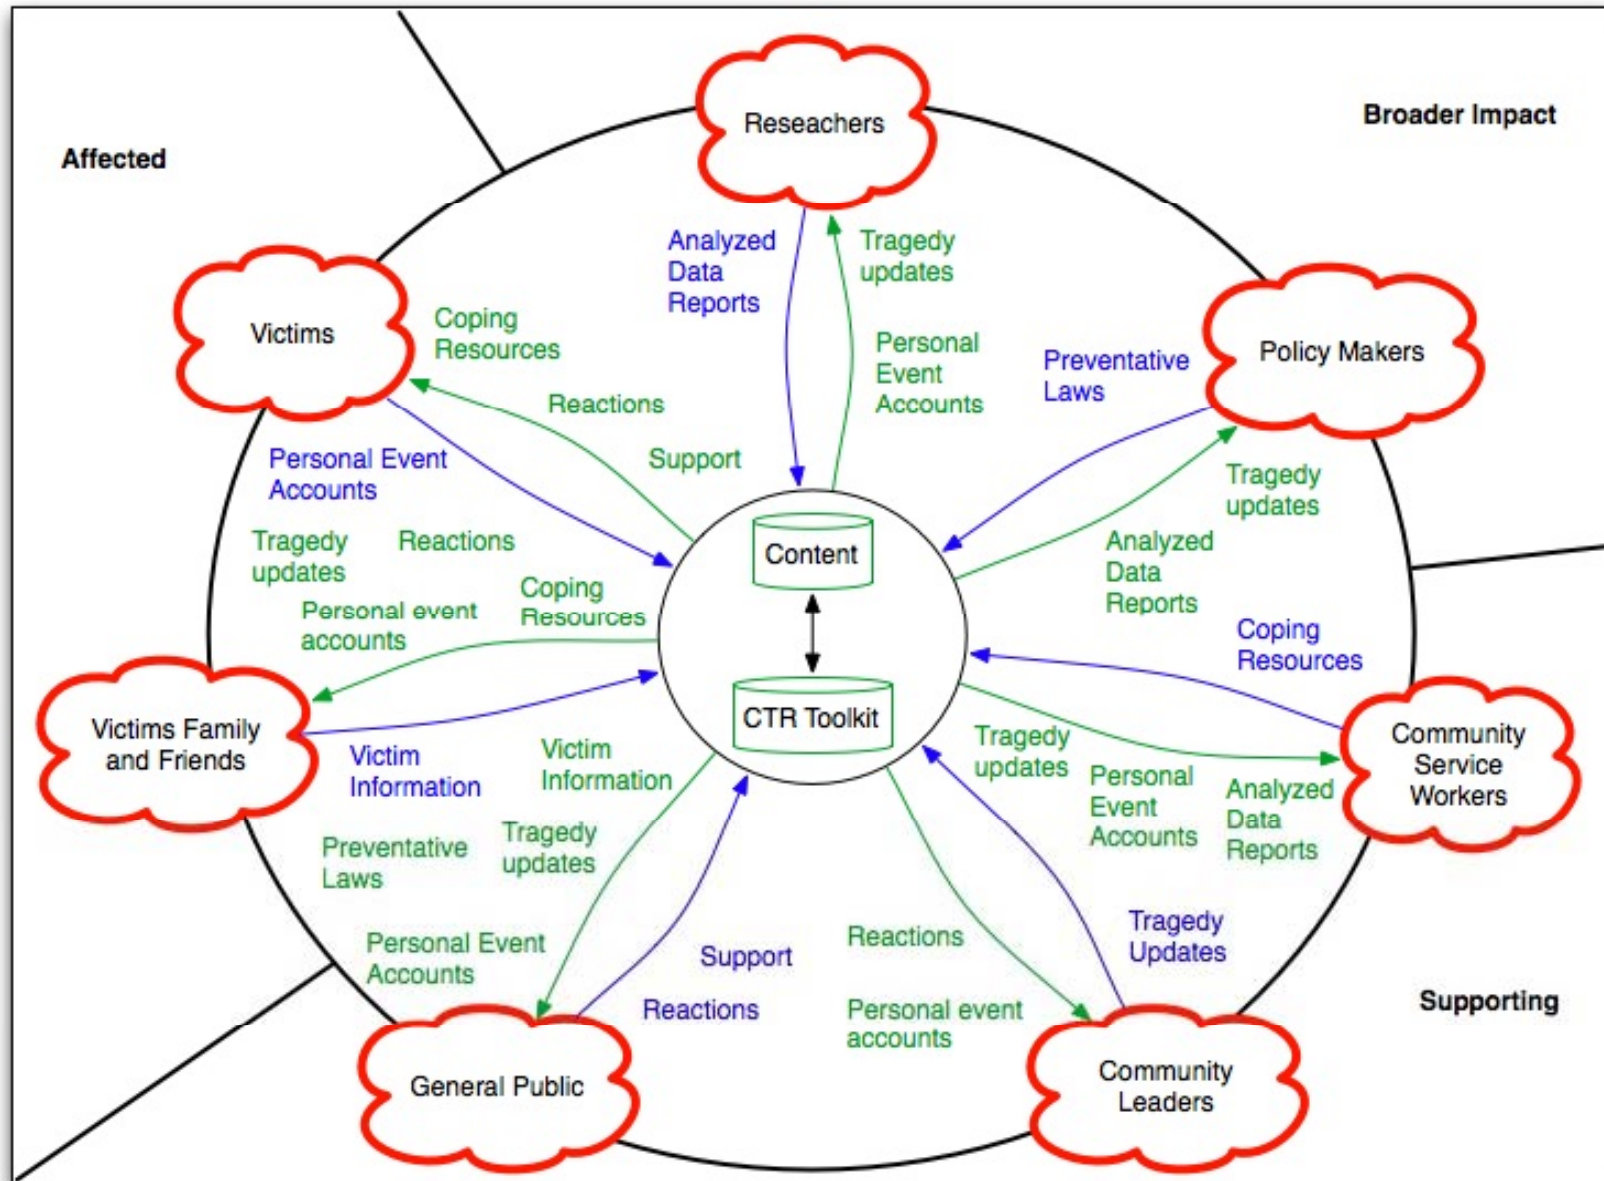 Affected
Broader Impact
Reseachers
Analyzed
Data
Reports
Tragedy
updates
Personal
Event
Accounts
Victims
Coping
Resources
Reactions
Support
Personal Event
Accounts
Preventative
Laws
Policy Makers
Tragedy
updates
Analyzed
Data
Reports
Content
CTR Toolkit
Tragedy
updates
Reactions
Coping
Resources
Personal event
accounts
Victims Family
and Friends
Victim
Information
Coping
Resources
Community
Service
Workers
Tragedy
updates
Personal
Event
Accounts
Analyzed
Data
Reports
Victim
Information
Tragedy
updates
Preventative
Laws
Personal Event
Accounts
Support
Reactions
General Public
Reactions
Personal event
accounts
Tragedy
Updates
Community
Leaders
Supporting